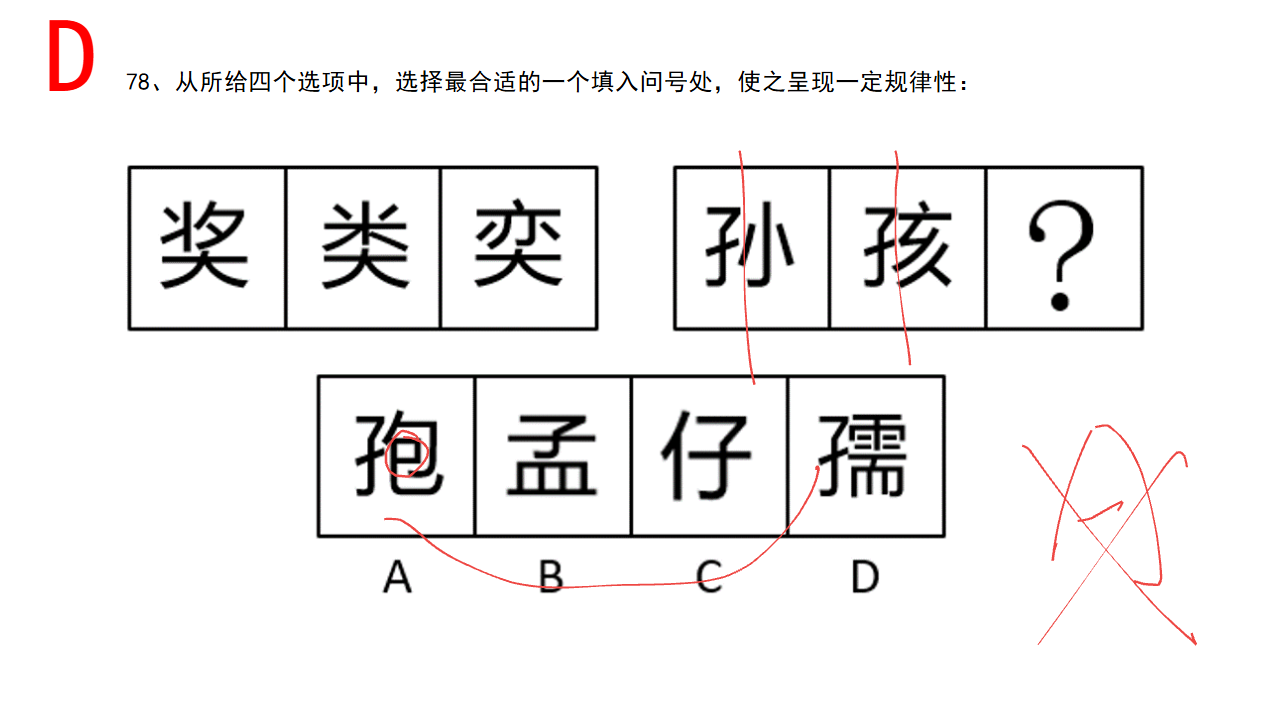 D
78、从所给四个选项中，选择最合适的一个填入问号处，使之呈现一定规律性：
奖 类 奕 孙 孩 ？
孢 孟 仔 孺
A B C D